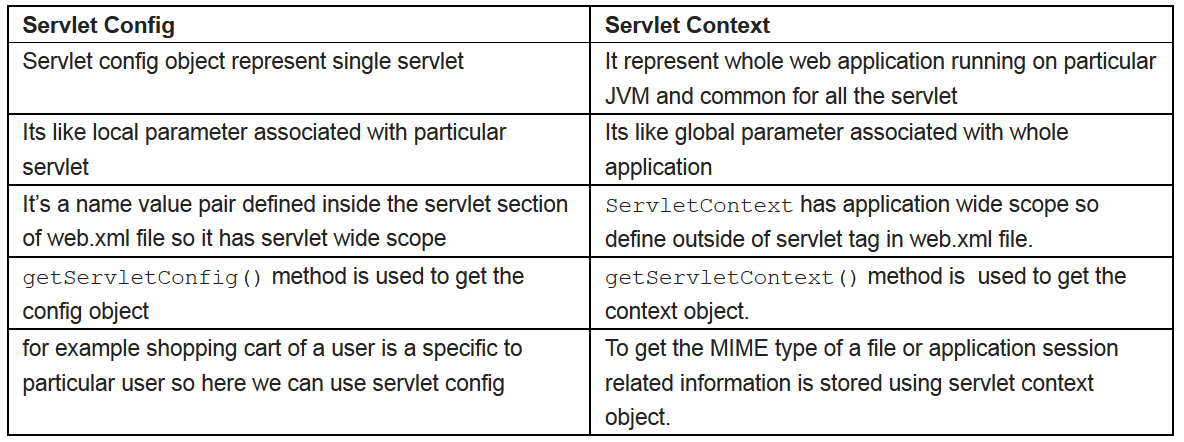 Servlet Config
Servlet Context
Servlet config object represent single servlet
It represent whole web application running on particular
JVM and common for all the servlet
Its like local parameter associated with particular
servlet
Its like global parameter associated with whole
application
It’s a name value pair defined inside the servlet section
of web.xml file so it has servlet wide scope
ServletContext has application wide scope so
define outside of servlet tag in web.xml file.
getServletConfig() method is used to get the
config object
getServletContext() method is  used to get the
context object.
for example shopping cart of a user is a specific to
particular user so here we can use servlet config
To get the MIME type of a file or application session
related information is stored using servlet context
object.